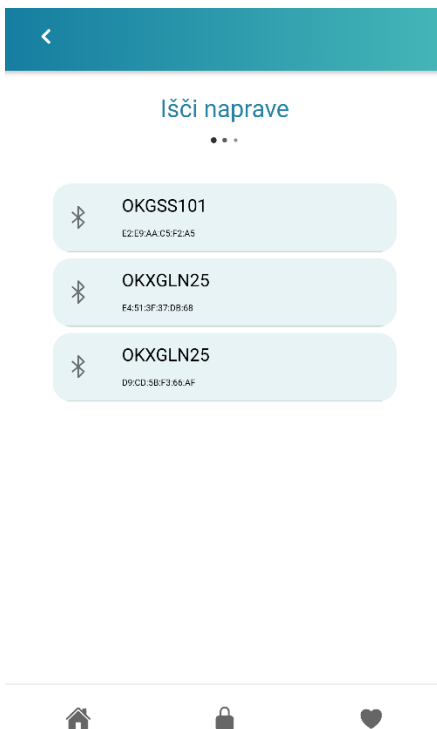 Išči naprave
OKGSS101
E2:E9:AA:C5:F2:A5
OKXGLN25
E4:51:3F:37:DB:68
OKXGLN25
D9:CD:5B:F3:66:AF